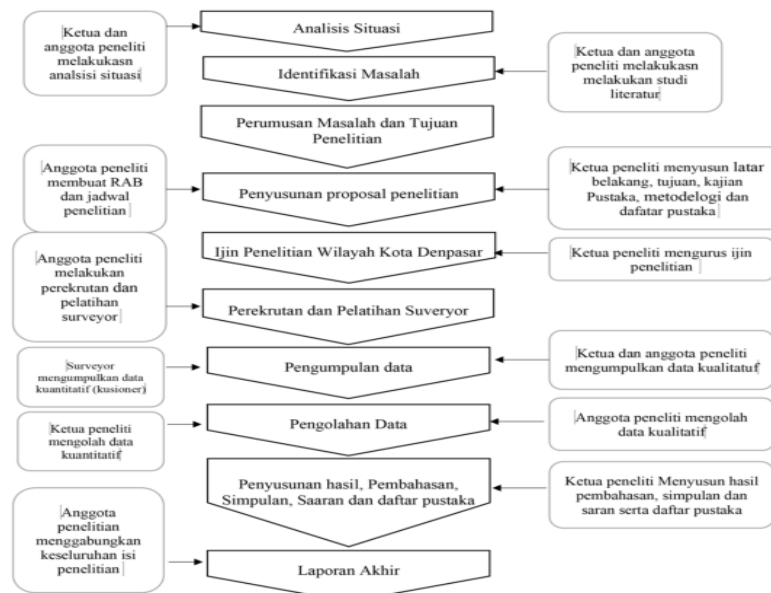 Ketua dan
anggota peneliti
melakukasn
analsisi situasi
Analisis Situasi
Identifikasi Masalah
Ketua dan anggota
peneliti melakukasn
melakukan studi
literatur
Perumusan Masalah dan Tujuan
Penelitian
Anggota peneliti
membuat RAB
dan jadwal
penelitian
Penyusunan proposal penelitian
Ketua peneliti menyusun latar
belakang, tujuan, kajian
Pustaka, metodelogi dan
dafatar pustaka
Ijin Penelitian Wilayah Kota Denpasar
Ketua peneliti mengurus ijin
penelitian
Anggota peneliti
melakukan
perekrutan dan
pelatihan
surveyor
Perekrutan dan Pelatihan Suveryor
Surveyor
mengumpulkan data
kuantitatif (kusioner)
Pengumpulan data
Ketua dan anggota peneliti
mengumpulkan data kualitatuf
Ketua peneliti
mengolah data
kuantitatif
Pengolahan Data
Anggota peneliti mengolah
data kualitatif
Penyusunan hasil, Pembahasan,
Simpulan, Saaran dan daftar pustaka
Ketua peneliti Menyusun hasil
pembahasan, simpulan dan
saran serta daftar pustaka
Anggota
penelitian
menggabungkan
keseluruhan isi
penelitian
Laporan Akhir